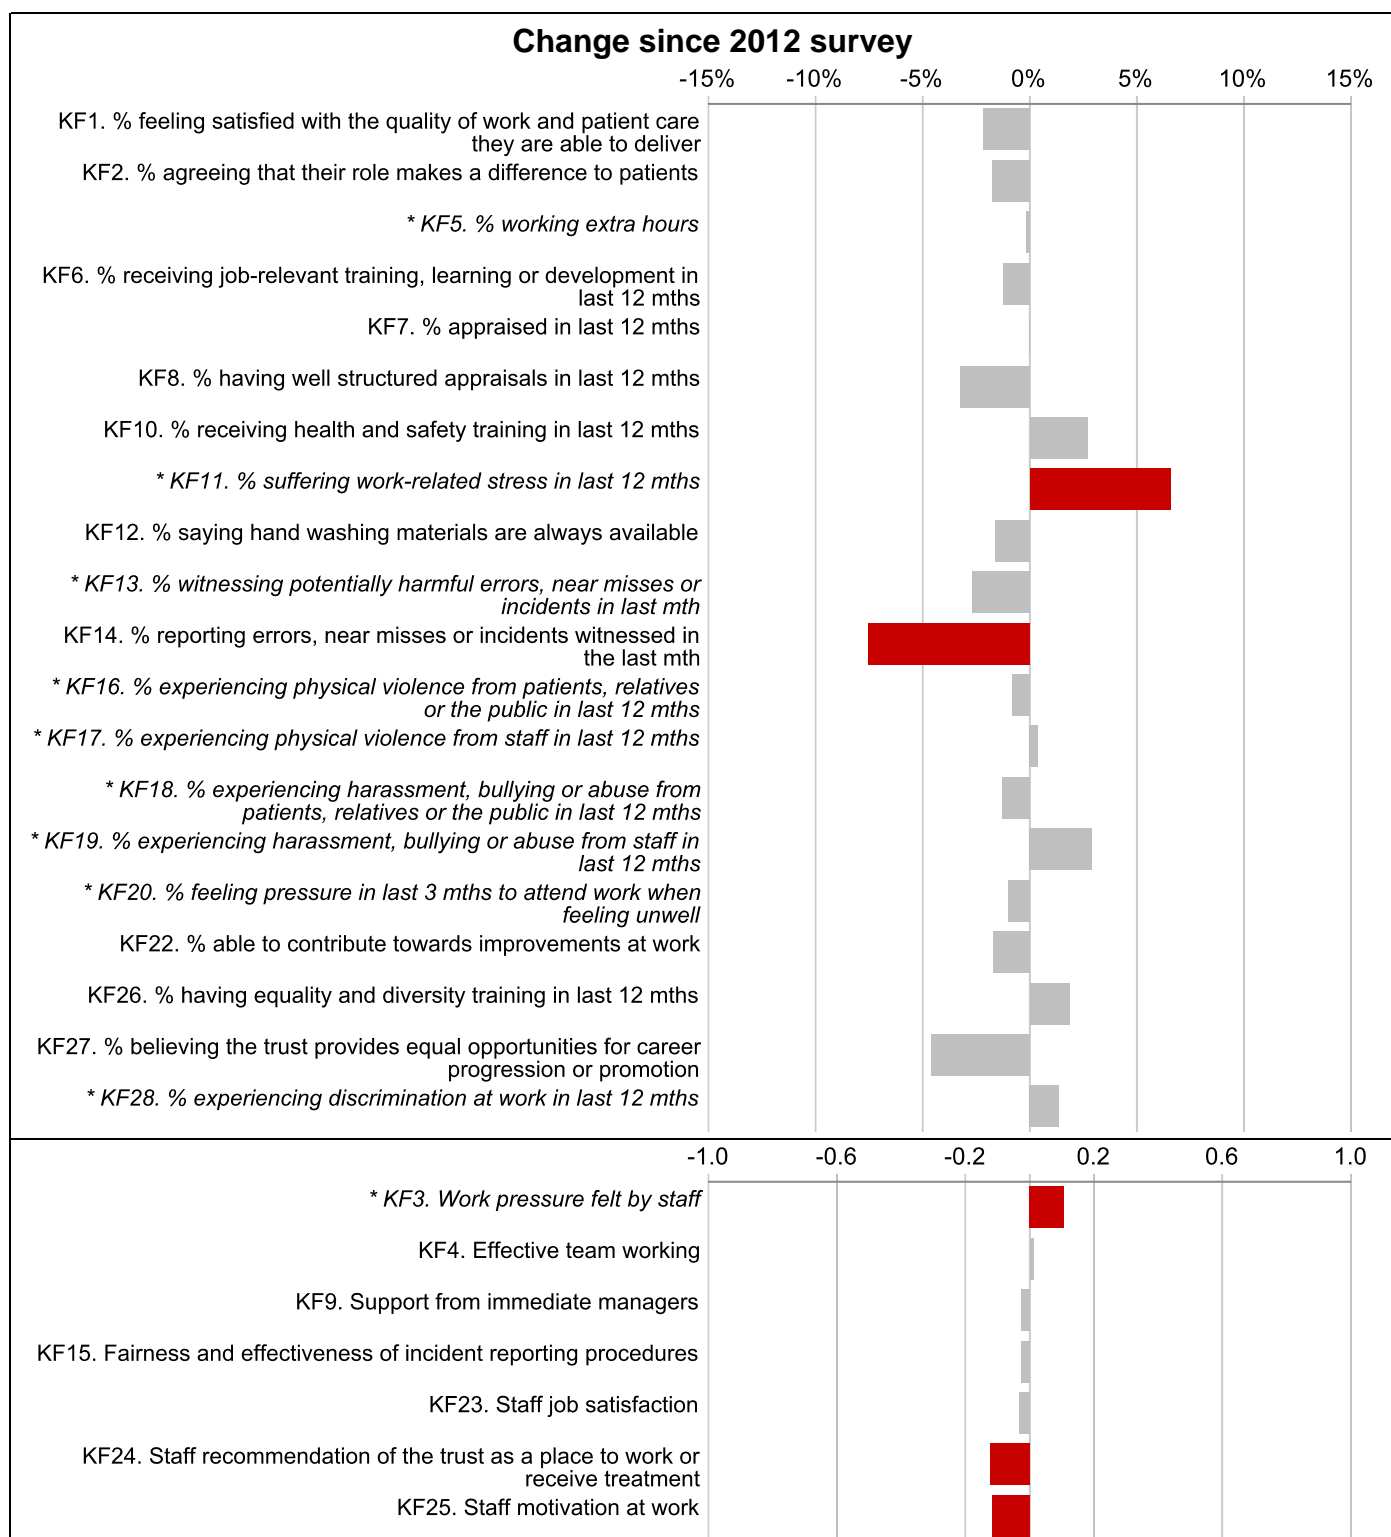 Change since 2012 survey
-15% -10% -5% 0% 5% 10% 15%
KF1. % feeling satisfied with the quality of work and patient care
they are able to deliver
KF2. % agreeing that their role makes a difference to patients
* KF5. % working extra hours
KF6. % receiving job-relevant training, learning or development in
last 12 mths
KF7. % appraised in last 12 mths
KF8. % having well structured appraisals in last 12 mths
KF10. % receiving health and safety training in last 12 mths
* KF11. % suffering work-related stress in last 12 mths
KF12. % saying hand washing materials are always available
* KF13. % witnessing potentially harmful errors, near misses or
incidents in last mth
KF14. % reporting errors, near misses or incidents witnessed in
the last mth
* KF16. % experiencing physical violence from patients, relatives
or the public in last 12 mths
* KF17. % experiencing physical violence from staff in last 12 mths
* KF18. % experiencing harassment, bullying or abuse from
patients, relatives or the public in last 12 mths
* KF19. % experiencing harassment, bullying or abuse from staff in
last 12 mths
* KF20. % feeling pressure in last 3 mths to attend work when
feeling unwell
KF22. % able to contribute towards improvements at work
KF26. % having equality and diversity training in last 12 mths
KF27. % believing the trust provides equal opportunities for career
progression or promotion
* KF28. % experiencing discrimination at work in last 12 mths
-1.0 -0.6 -0.2 0.2 0.6 1.0
* KF3. Work pressure felt by staff
KF4. Effective team working
KF9. Support from immediate managers
KF15. Fairness and effectiveness of incident reporting procedures
KF23. Staff job satisfaction
KF24. Staff recommendation of the trust as a place to work or
receive treatment
KF25. Staff motivation at work